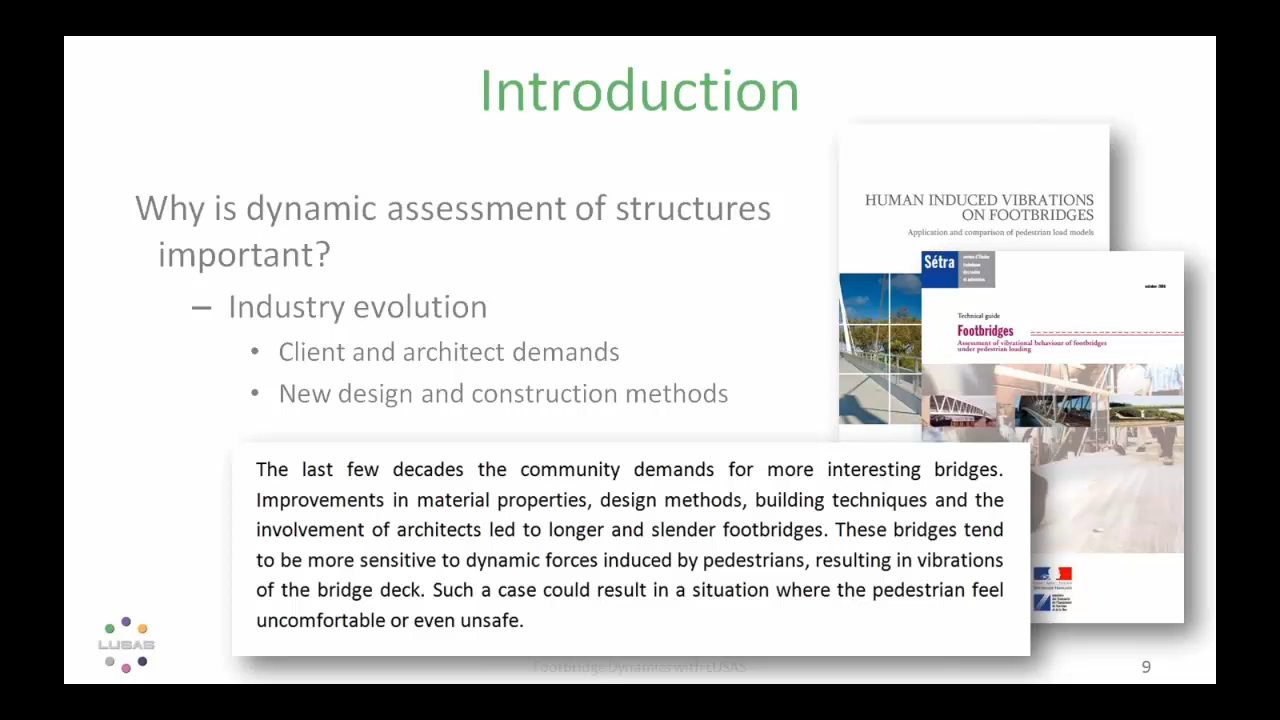 Introduction
Why is dynamic assessment of structures
important?
– Industry evolution
• Client and architect demands
• New design and construction methods
HUMAN INDUCED VIBRATIONS
ON FOOTBRIDGES
Application and comparison of pedestrian load models
Sétra
Technical guide
Footbridges
Assessment of vibrational behaviour of footbridges
under pedestrian loading
The last few decades the community demands for more interesting bridges.
Improvements in material properties, design methods, building techniques and the
involvement of architects led to longer and slender footbridges. These bridges tend
to be more sensitive to dynamic forces induced by pedestrians, resulting in vibrations
of the bridge deck. Such a case could result in a situation where the pedestrian feel
uncomfortable or even unsafe.
LUSAS
Footbridge Dynamics with LUSAS
9